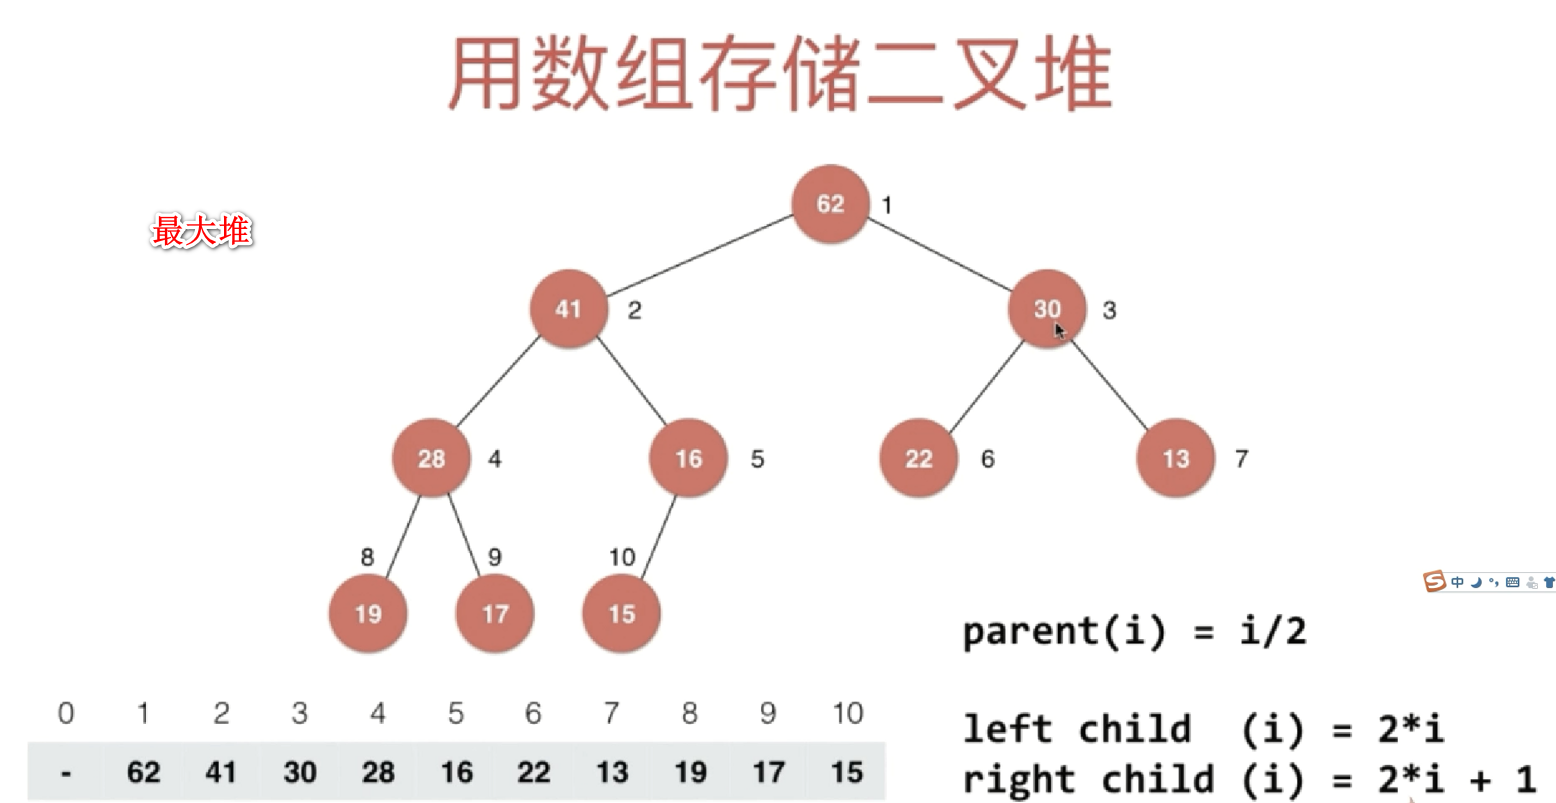 用数组存储二叉堆
最大堆
62 1
41 2
30 3
28 4
16 5
22 6
13 7
8 9 10
19 17 15
中
parent(i) = i/2
left child (i) = 2*i
right child (i) = 2*i + 1
0 1 2 3 4 5 6 7 8 9 10
- 62 41 30 28 16 22 13 19 17 15